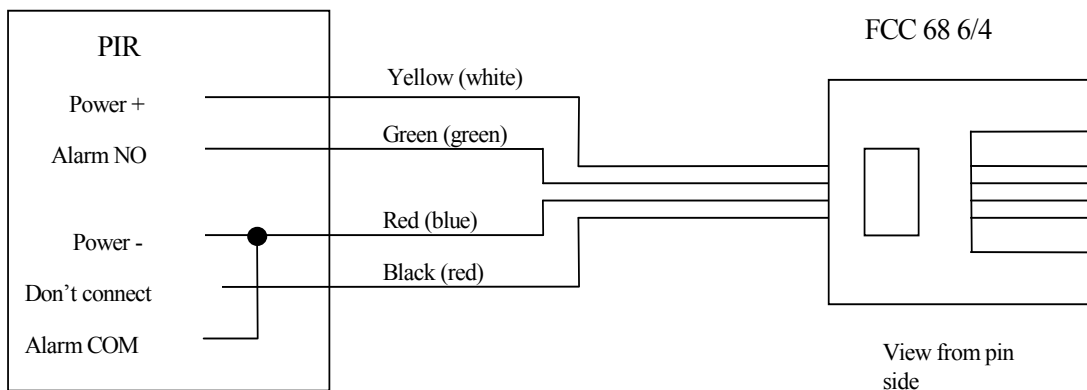 PIR
FCC 68 6/4
Power +
Yellow (white)
Alarm NO
Green (green)
Power -
Red (blue)
Don’t connect
Black (red)
Alarm COM
View from pin
side